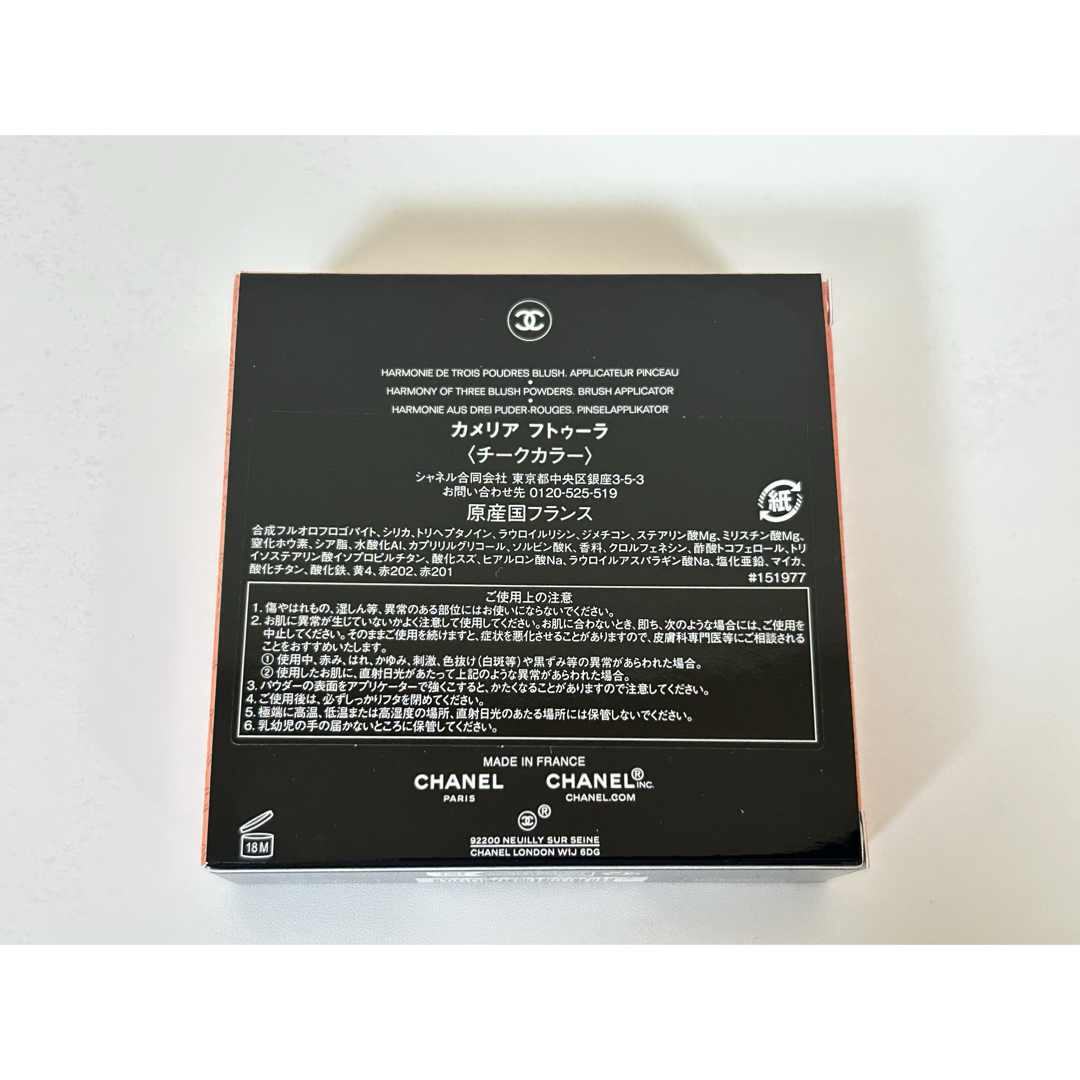 HARMONIE DE TROIS POUDRES BLUSH. APPLICATEUR PINCEAU
•
HARMONY OF THREE BLUSH POWDERS. BRUSH APPLICATOR
•
HARMONIE AUS DREI PUDER-ROUGES. PINSELAPPLIKATOR
カメリア フトゥーラ
〈チークカラー〉
シャネル合同会社 東京都中央区銀座3-5-3
お問い合わせ先 0120-525-519
原産国フランス
紙
合成フルオロフロゴパイト、シリカ、トリヘプタノイン、ラウロイルリシン、ジメチコン、ステアリン酸Mg、ミリスチン酸Mg、
窒化ホウ素、シア脂、水酸化Al、カプリリルグリコール、ソルビン酸K、香料、クロルフェネシン、酢酸トコフェロール、トリ
イソステアリン酸イソプロピルチタン、酸化スズ、ヒアルロン酸Na、ラウロイルアスパラギン酸Na、塩化亜鉛、マイカ、
酸化チタン、酸化鉄、黄4、赤202、赤201
#151977
ご使用上の注意
1. 傷やはれもの、湿しん等、異常のある部位にはお使いにならないでください。
2. お肌に異常が生じていないかよく注意して使用してください。お肌に合わないとき、即ち、次のような場合には、ご使用を
中止してください。そのままご使用を続けますと、症状を悪化させることがありますので、皮膚科専門医等にご相談される
ことをおすすめいたします。
① 使用中、赤み、はれ、かゆみ、刺激、色抜け(白斑等)や黒ずみ等の異常があらわれた場合。
② 使用したお肌に、直射日光があたって上記のような異常があらわれた場合。
3. パウダーの表面をアプリケーターで強くこすると、かたくなることがありますので注意してください。
4. ご使用後は、必ずしっかりフタを閉めてください。
5. 極端に高温、低温または高湿度の場所、直射日光のあたる場所には保管しないでください。
6. 乳幼児の手の届かないところに保管してください。
MADE IN FRANCE
CHANEL CHANEL® INC.
PARIS CHANEL.COM
®
18 M
92200 NEUILLY SUR SEINE
CHANEL LONDON W1J 6DG